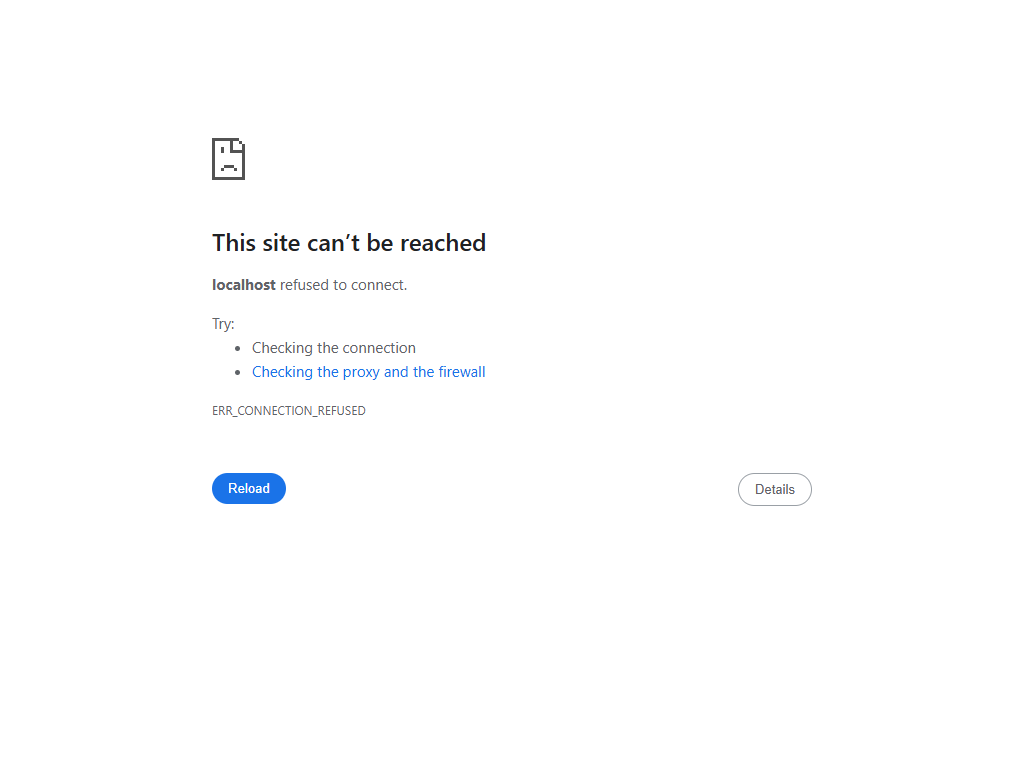 This site can’t be reached
localhost refused to connect.
Try:
Checking the connection
Checking the proxy and the firewall
ERR_CONNECTION_REFUSED
Reload
Details